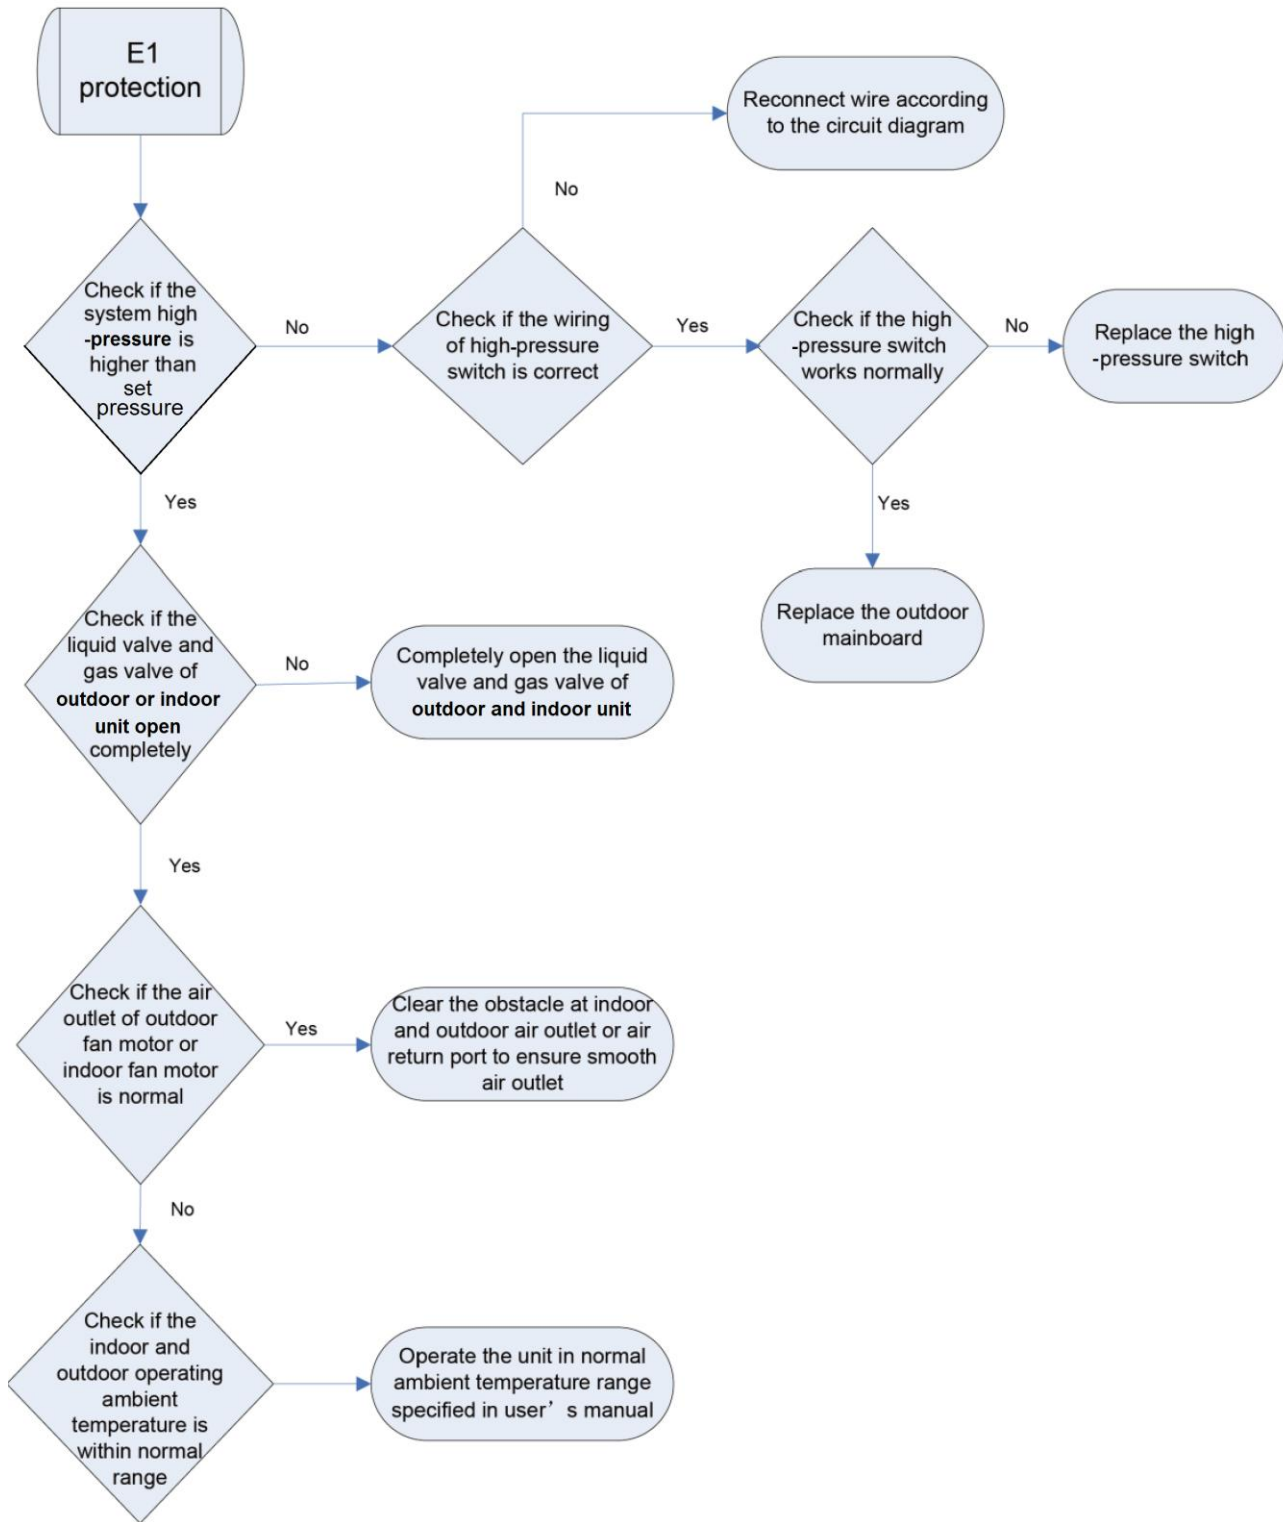 E1
protection
Reconnect wire according
to the circuit diagram
No
Check if the
system high
-pressure is
higher than
set
pressure
No
Check if the wiring
of high-pressure
switch is correct
Yes
Check if the high
-pressure switch
works normally
No
Replace the high
-pressure switch
Yes
Yes
Replace the outdoor
mainboard
Check if the
liquid valve and
gas valve of
outdoor or indoor
unit open
completely
No
Completely open the liquid
valve and gas valve of
outdoor and indoor unit
Yes
Check if the air
outlet of outdoor
fan motor or
indoor fan motor
is normal
Yes
Clear the obstacle at indoor
and outdoor air outlet or air
return port to ensure smooth
air outlet
No
Check if the
indoor and
outdoor operating
ambient
temperature is
within normal
range
Operate the unit in normal
ambient temperature range
specified in user’s manual